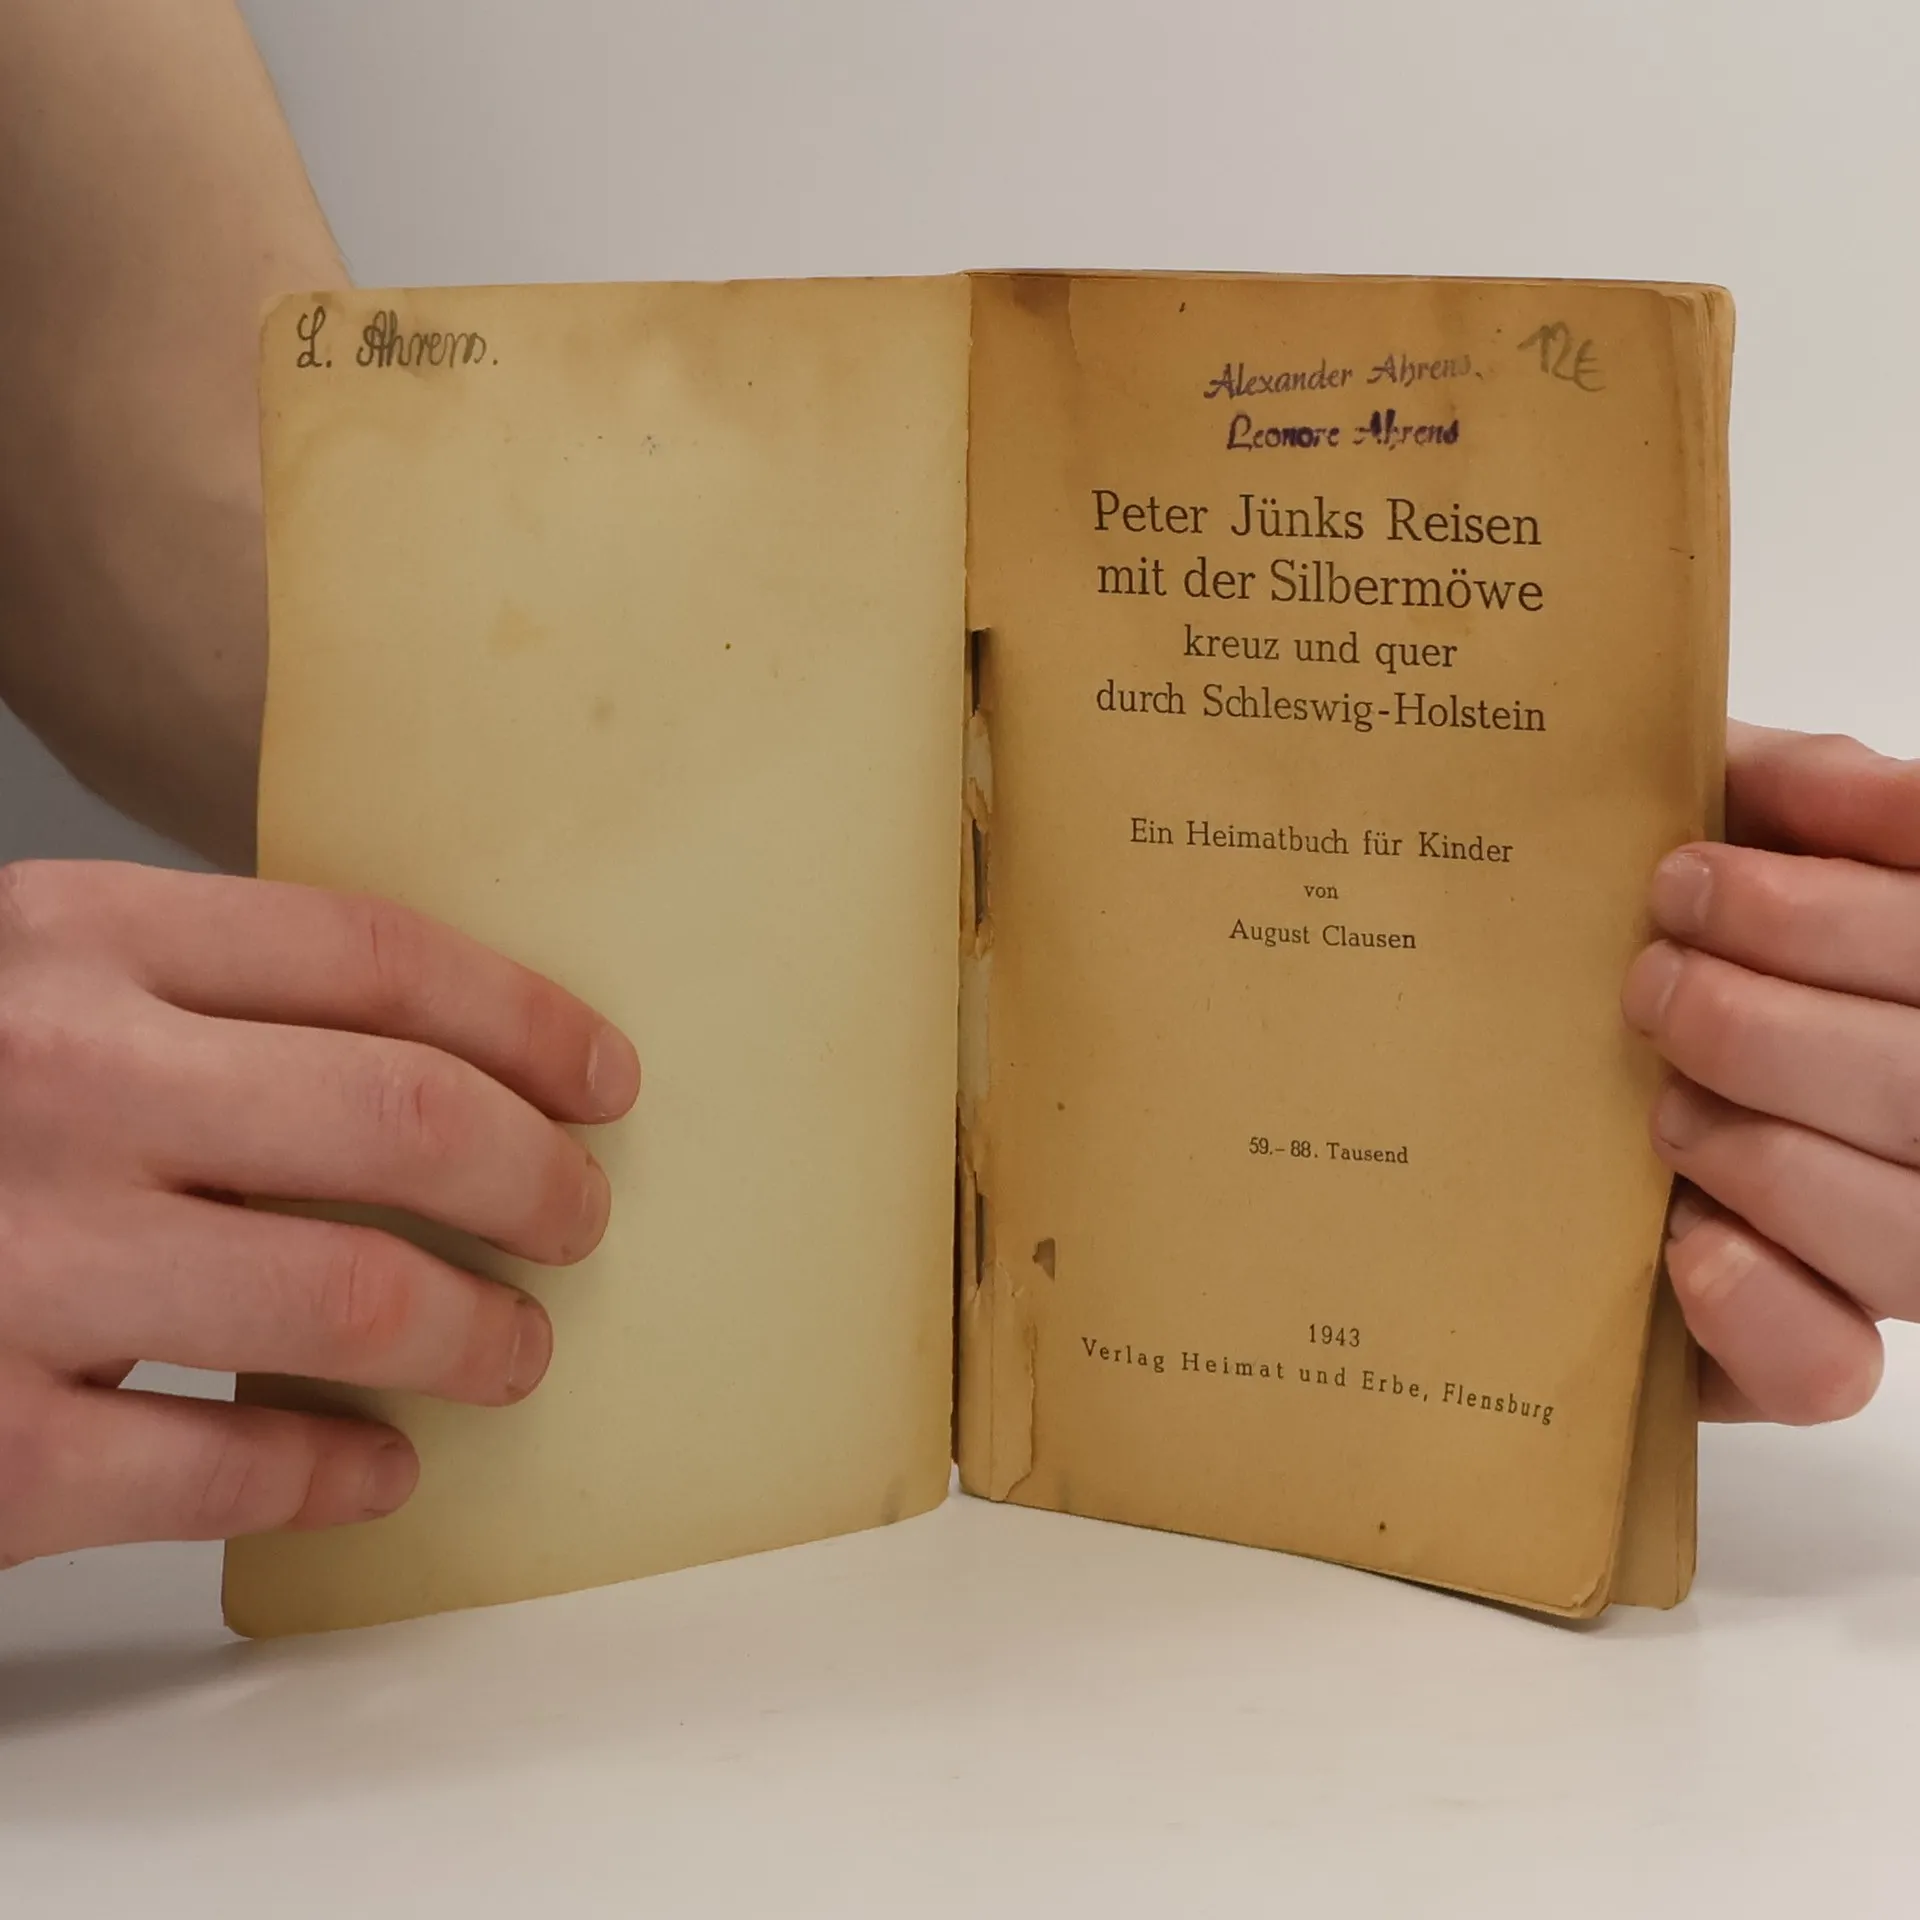 L. Ahrens.
Alexander Ahrens.
12€
Leonore Ahrens
Peter Jünks Reisen
mit der Silbermöwe
kreuz und quer
durch Schleswig-Holstein
Ein Heimatbuch für Kinder
von
August Clausen
59.–88. Tausend
1943
Verlag Heimat und Erbe, Flensburg